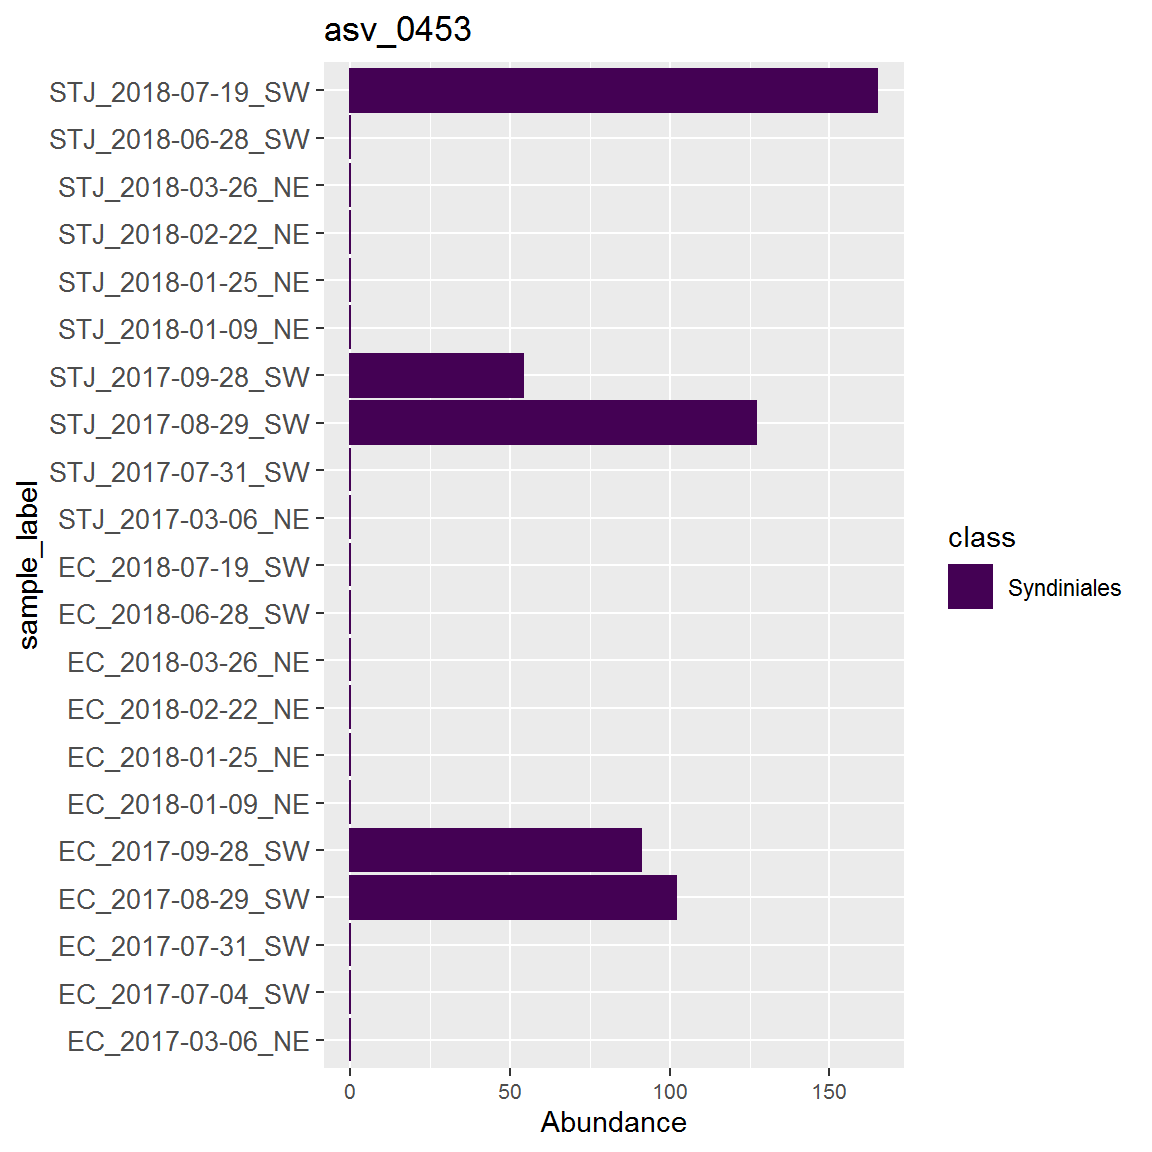 asv_0453
sample_label
STJ_2018-07-19_SW
STJ_2018-06-28_SW
STJ_2018-03-26_NE
STJ_2018-02-22_NE
STJ_2018-01-25_NE
STJ_2018-01-09_NE
STJ_2017-09-28_SW
STJ_2017-08-29_SW
STJ_2017-07-31_SW
STJ_2017-03-06_NE
EC_2018-07-19_SW
EC_2018-06-28_SW
EC_2018-03-26_NE
EC_2018-02-22_NE
EC_2018-01-25_NE
EC_2018-01-09_NE
EC_2017-09-28_SW
EC_2017-08-29_SW
EC_2017-07-31_SW
EC_2017-07-04_SW
EC_2017-03-06_NE
0 50 100 150
Abundance
class
Syndiniales